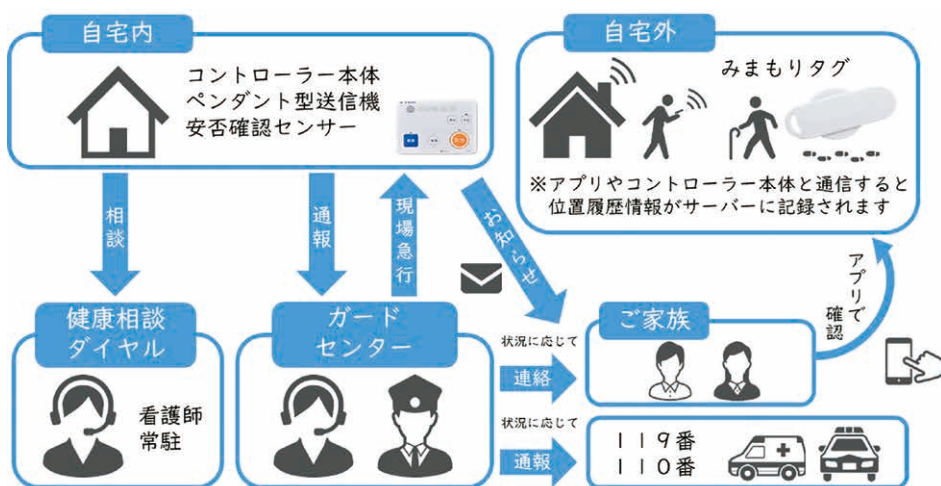 自宅内
コントローラー本体
ペンダント型送信機
安否確認センサー
自宅外
みまもりタグ
※アプリやコントローラー本体と通信すると
位置履歴情報がサーバーに記録されます
相談
通報
現場急行
お知らせ
アプリで
確認
健康相談
ダイヤル
看護師
常駐
ガード
センター
状況に応じて
連絡
ご家族
状況に応じて
通報
119番
110番